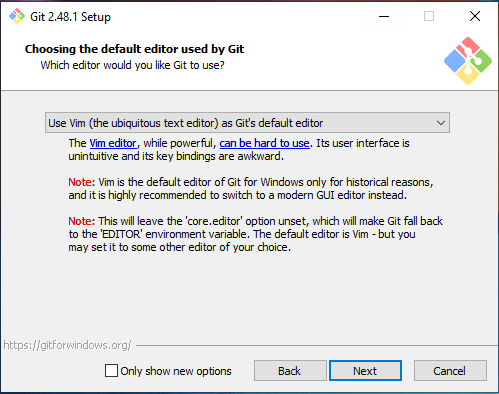 Git 2.48.1 Setup
Choosing the default editor used by Git
Which editor would you like Git to use?
Use Vim (the ubiquitous text editor) as Git's default editor
The Vim editor, while powerful, can be hard to use. Its user interface is
unintuitive and its key bindings are awkward.
Note: Vim is the default editor of Git for Windows only for historical reasons,
and it is highly recommended to switch to a modern GUI editor instead.
Note: This will leave the 'core.editor' option unset, which will make Git fall back
to the 'EDITOR' environment variable. The default editor is Vim - but you
may set it to some other editor of your choice.
https://gitforwindows.org/
Only show new options
Back
Next
Cancel